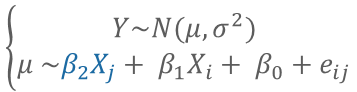 Y~N(μ, σ²)
μ ~β₂Xⱼ + β₁Xᵢ + β₀ + eᵢⱼ